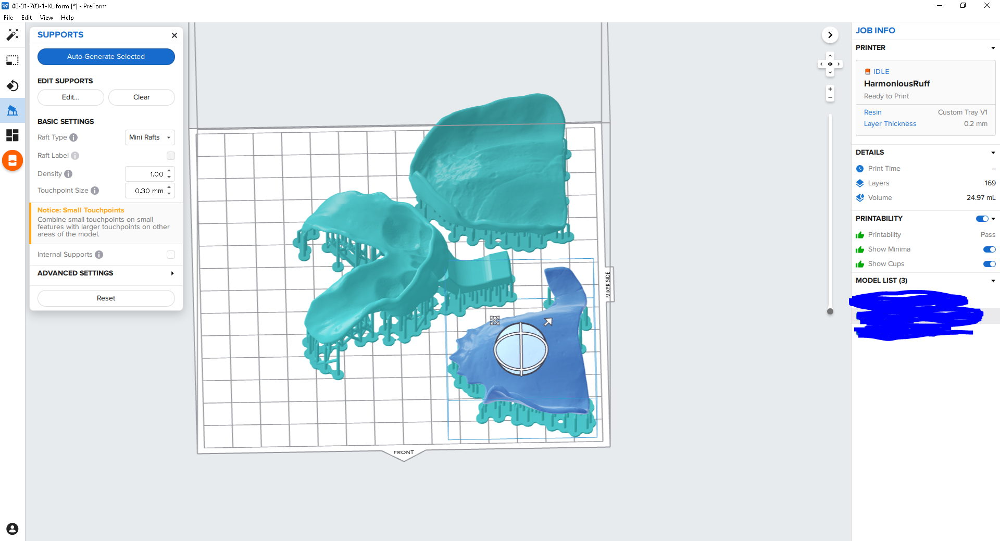 08-31-703-1-KL.form [*] - PreForm
File Edit View Help
SUPPORTS
Auto-Generate Selected
EDIT SUPPORTS
Edit... Clear
BASIC SETTINGS
Raft Type Mini Rafts
Raft Label
Density 1.00
Touchpoint Size 0.30 mm
Notice: Small Touchpoints
Combine small touchpoints on small
features with larger touchpoints on other
areas of the model.
Internal Supports
ADVANCED SETTINGS
Reset
FRONT
MIXER SIDE
JOB INFO
PRINTER
IDLE
HarmoniousRuff
Ready to Print
Resin Custom Tray V1
Layer Thickness 0.2 mm
DETAILS
Print Time --
Layers 169
Volume 24.97 mL
PRINTABILITY
Printability Pass
Show Minima
Show Cups
MODEL LIST (3)